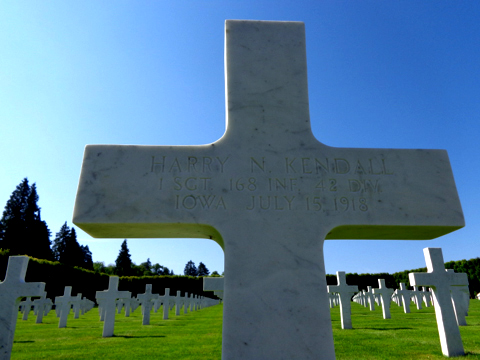 HARRY N. KENDALL
1 SGT. 168 INF. 42 DIV.
IOWA JULY 15 1918